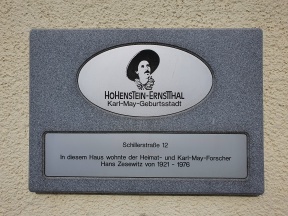 HOHENSTEIN-ERNSTTHAL
Karl-May-Geburtsstadt
Schillerstraße 12
In diesem Haus wohnte der Heimat- und Karl-May-Forscher
Hans Zesewitz von 1921 - 1976